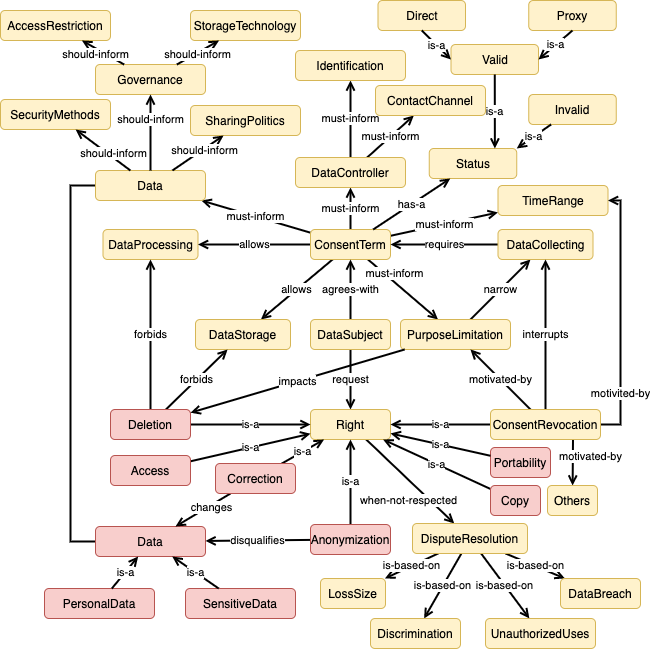 Direct
Proxy
AccessRestriction
StorageTechnology
is-a
is-a
should-inform
should-inform
Valid
Identification
Governance
ContactChannel
SecurityMethods
should-inform
SharingPolitics
must-inform
is-a
Invalid
must-inform
is-a
should-inform
should-inform
Status
DataController
Data
has-a
TimeRange
must-inform
must-inform
must-inform
DataProcessing
allows
ConsentTerm
requires
DataCollecting
must-inform
allows
agrees-with
narrow
DataStorage
DataSubject
PurposeLimitation
forbids
interrupts
forbids
impacts
request
motivated-by
motivited-by
Deletion
is-a
Right
is-a
ConsentRevocation
is-a
is-a
is-a
motivated-by
Access
is-a
Portability
Correction
is-a
when-not-respected
Copy
Others
changes
Data
disqualifies
Anonymization
DisputeResolution
is-a
is-a
is-based-on
is-based-on
is-based-on
is-based-on
PersonalData
SensitiveData
LossSize
DataBreach
Discrimination
UnauthorizedUses